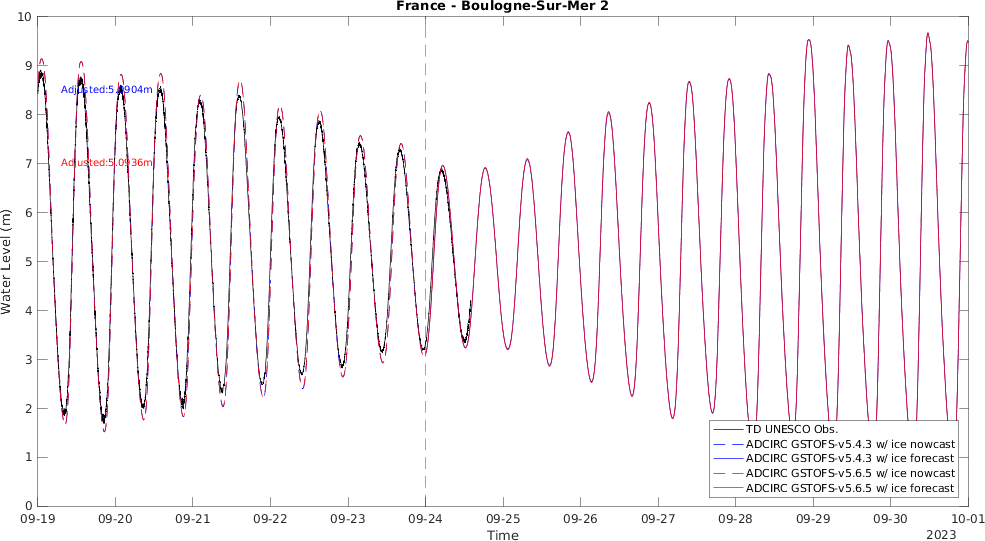 France - Boulogne-Sur-Mer 2
10
9
8
7
6
5
4
3
2
1
0
Water Level (m)
Adjusted:5.0904m
Adjusted:5.0936m
TD UNESCO Obs.
ADCIRC GSTOFS-v5.4.3 w/ ice nowcast
ADCIRC GSTOFS-v5.4.3 w/ ice forecast
ADCIRC GSTOFS-v5.6.5 w/ ice nowcast
ADCIRC GSTOFS-v5.6.5 w/ ice forecast
09-19 09-20 09-21 09-22 09-23 09-24 09-25 09-26 09-27 09-28 09-29 09-30 10-01
Time
2023